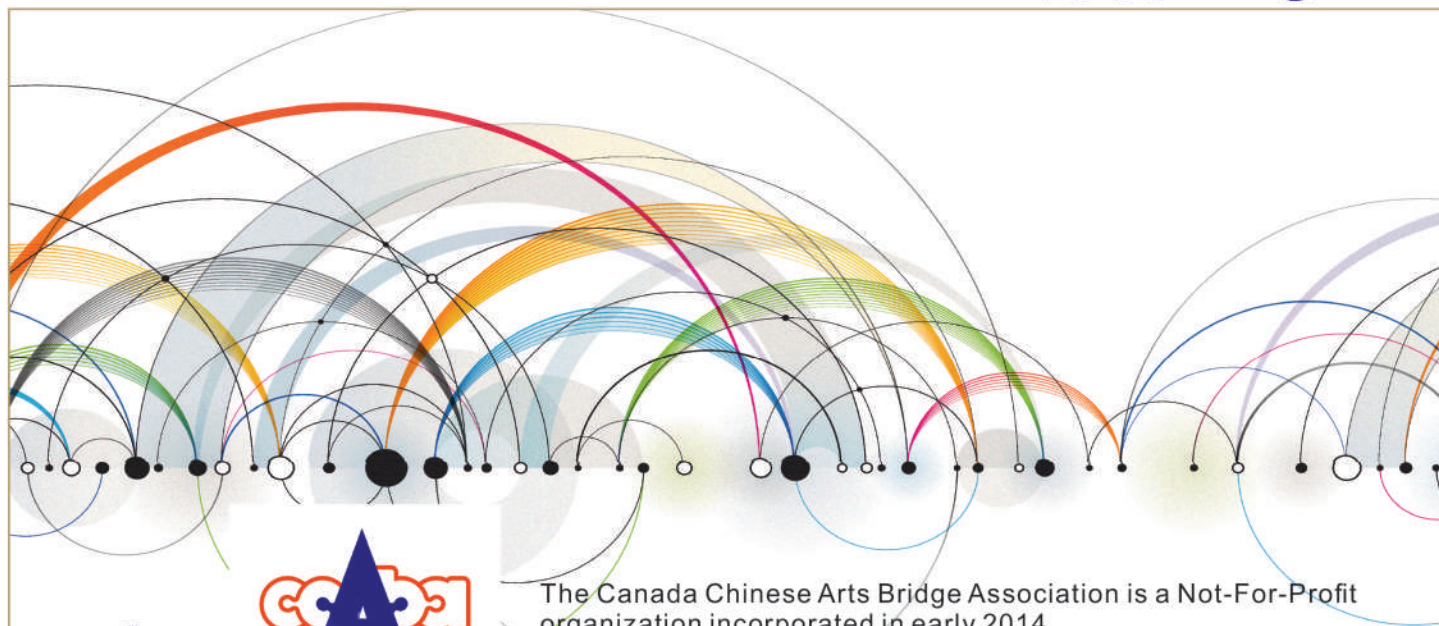 The Canada Chinese Arts Bridge Association is a Not-For-Profit
organization incorporated in early 2014